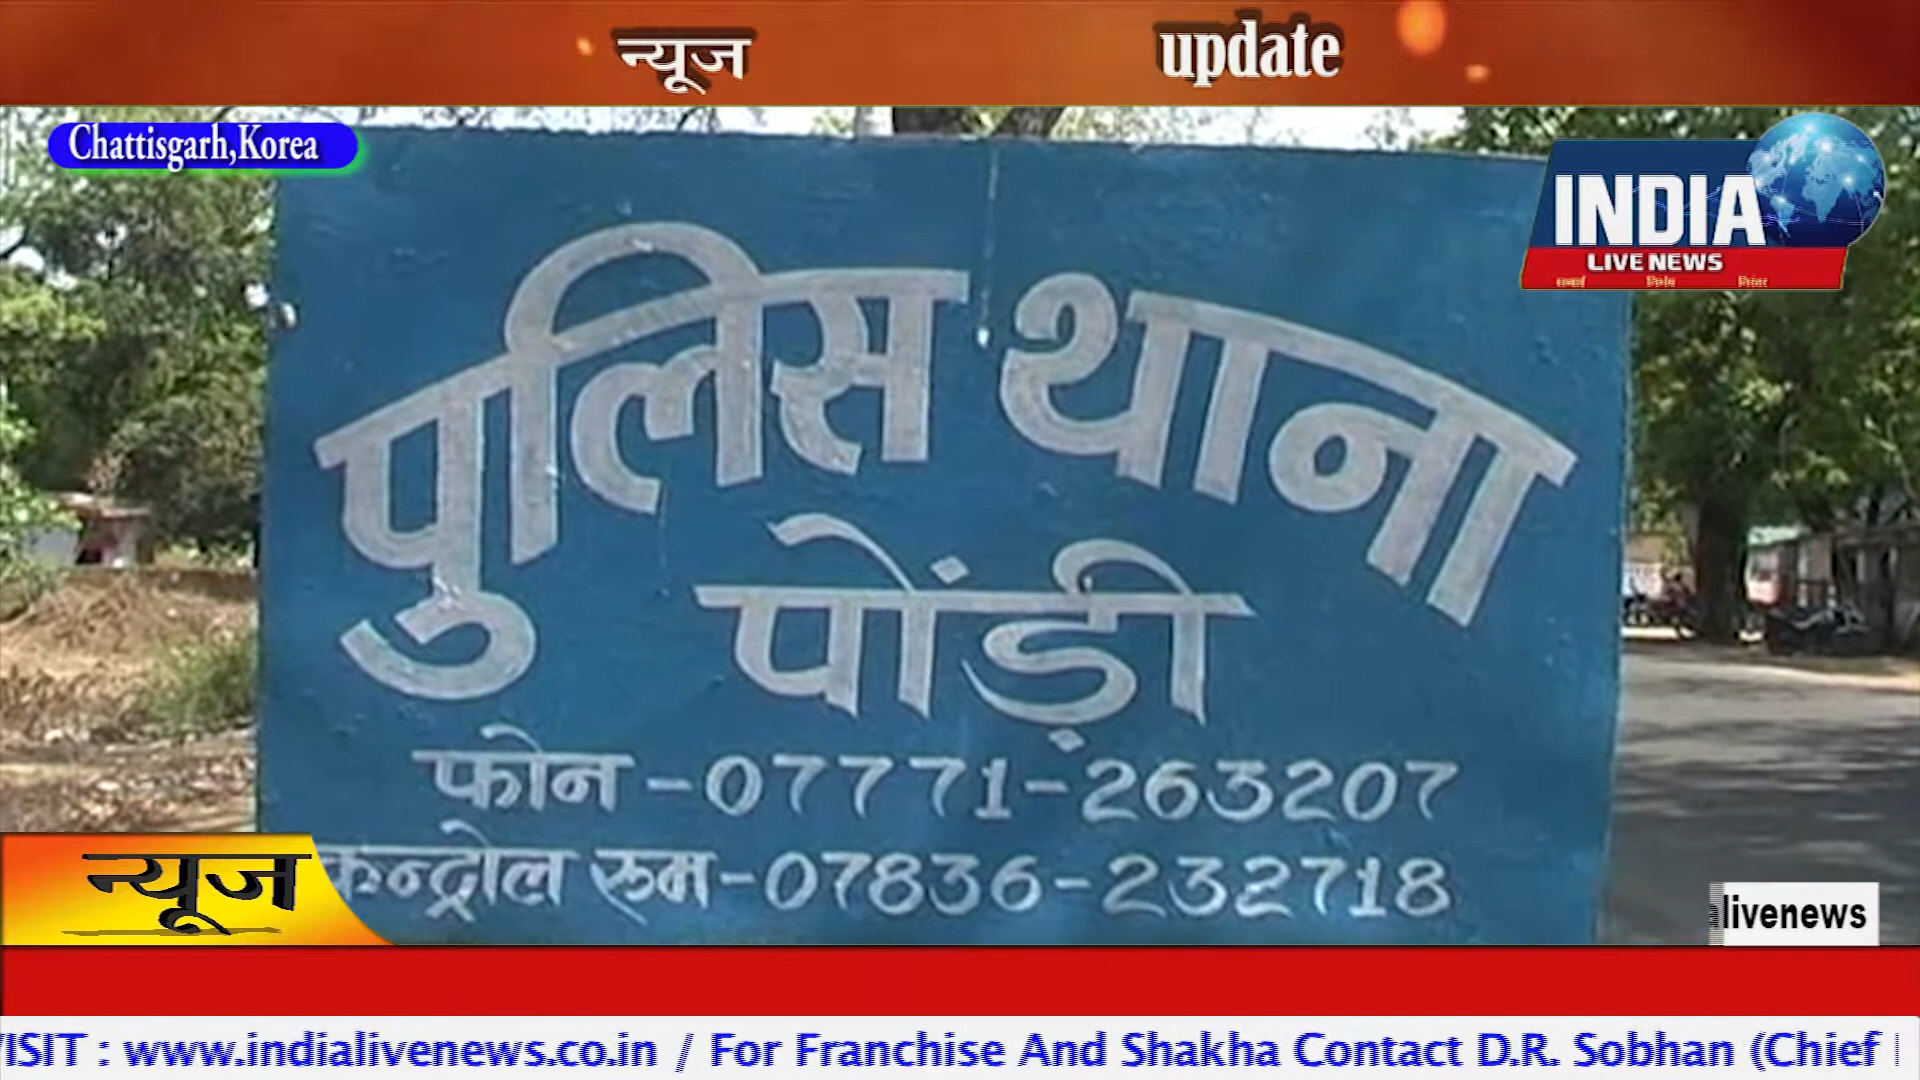 न्यूज update
Chattisgarh,Korea
INDIA
LIVE NEWS
पुलिस थाना
पोंड़ी
फोन -07771-263207
कन्ट्रोल रूम-07836-232718
न्यूज
livenews
VISIT : www.indialivenews.co.in / For Franchise And Shakha Contact D.R. Sobhan (Chief